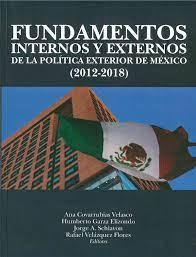 FUNDAMENTOS
INTERNOS Y EXTERNOS
DE LA POLÍTICA EXTERIOR DE MÉXICO
(2012-2018)
Ana Covarrubias Velasco
Humberto Garza Elizondo
Jorge A. Schiavon
Rafael Velázquez Flores
Editores